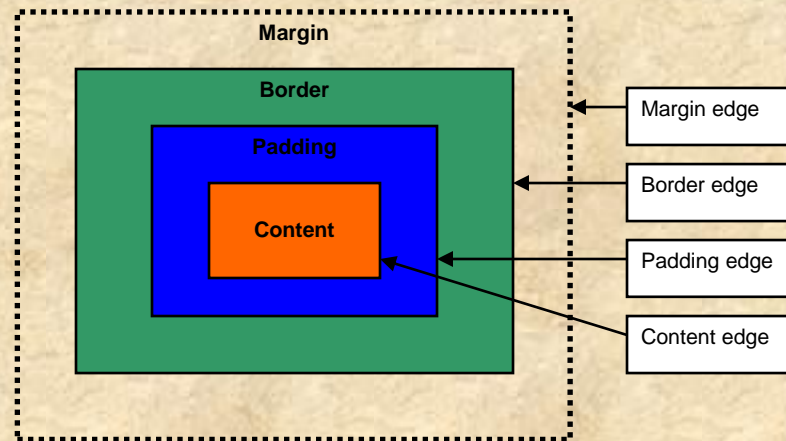 Margin
Border
Padding
Content
Margin edge
Border edge
Padding edge
Content edge